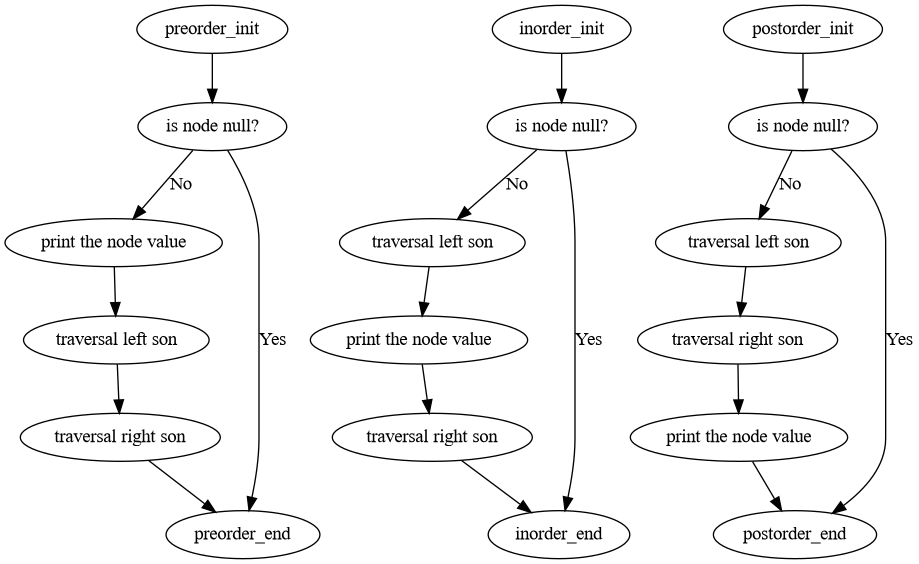 preorder_init
is node null?
No
print the node value
traversal left son
Yes
traversal right son
preorder_end
inorder_init
is node null?
No
traversal left son
print the node value
Yes
traversal right son
inorder_end
postorder_init
is node null?
No
traversal left son
traversal right son
Yes
print the node value
postorder_end